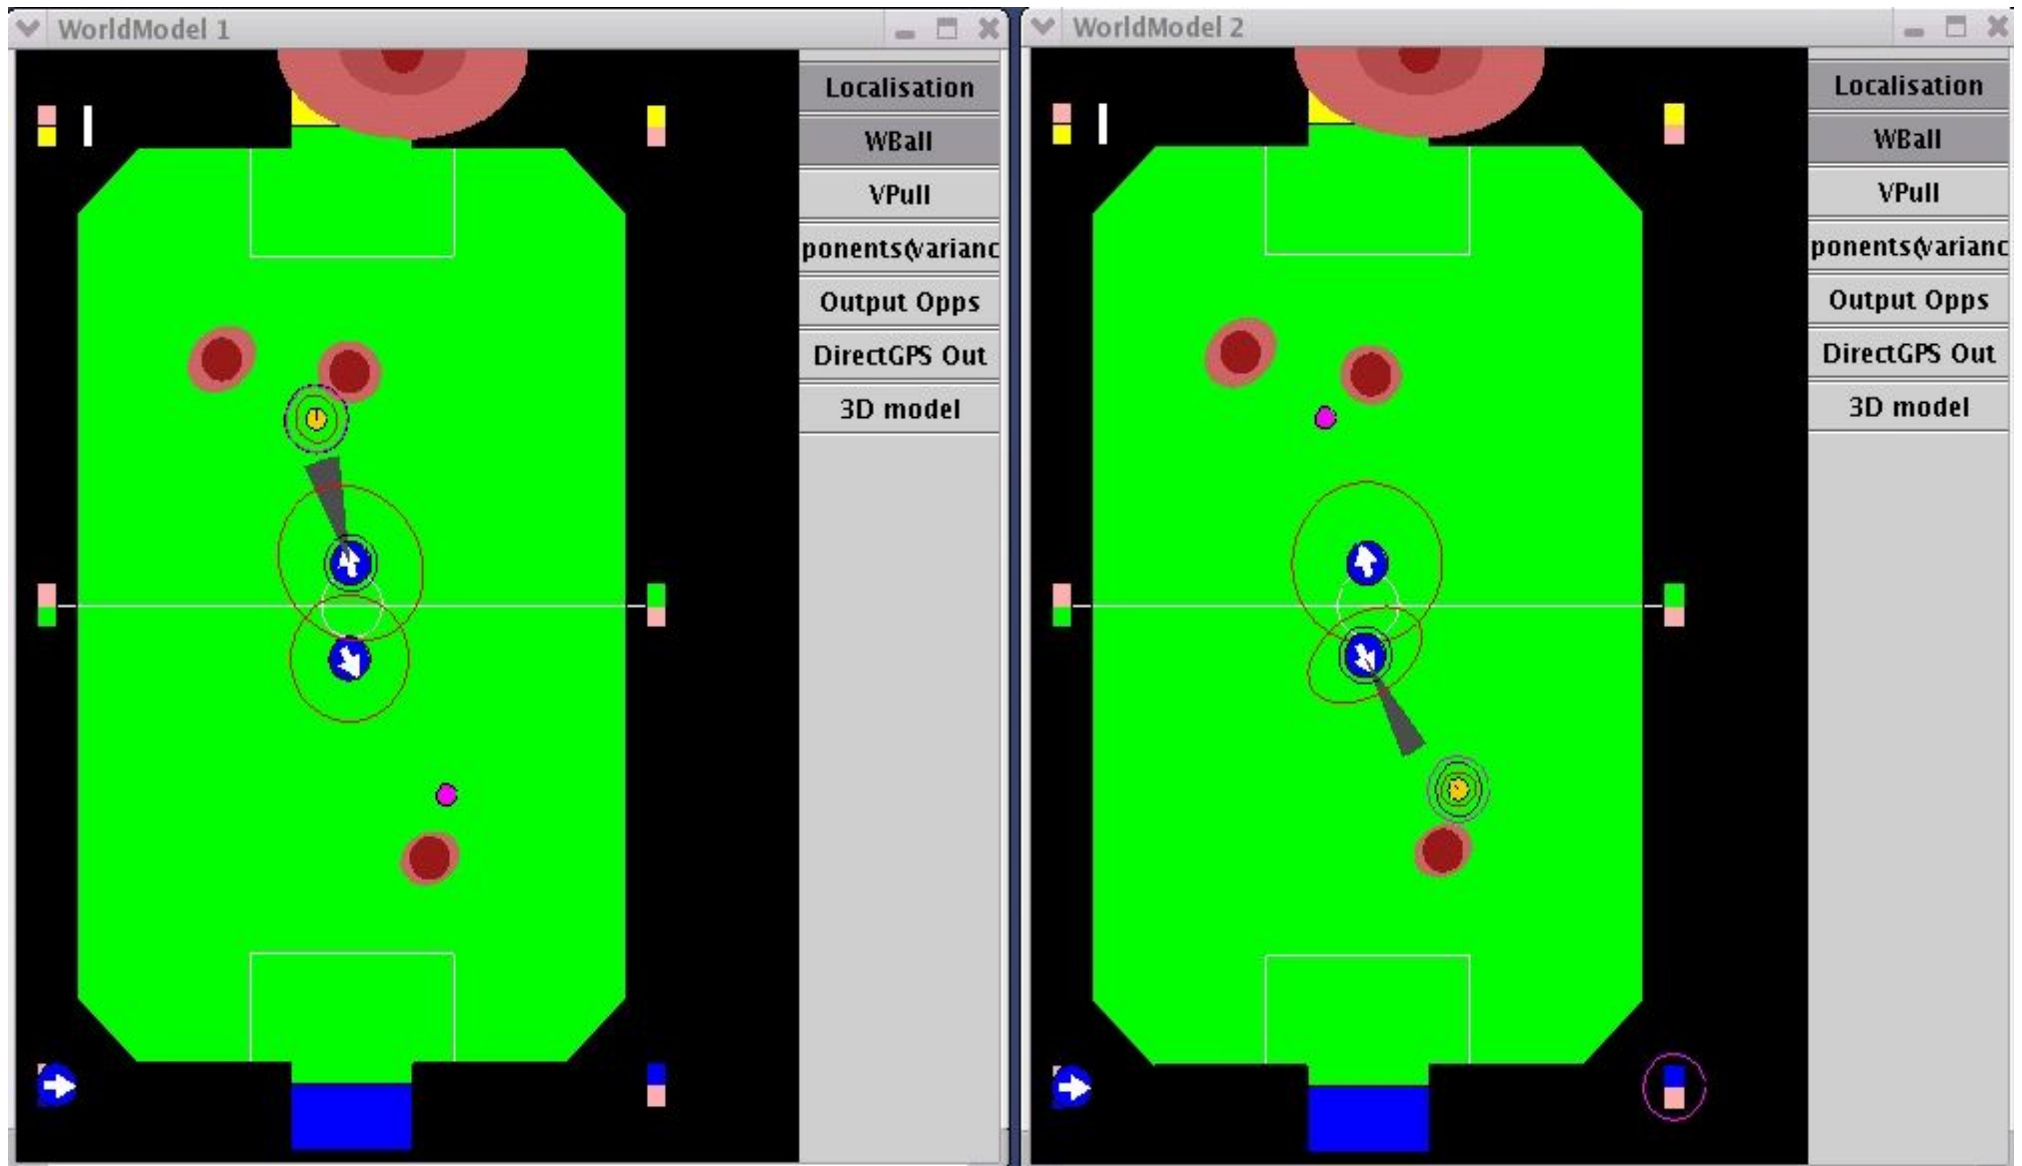 WorldModel 1
Localisation
WBall
VPull
ponents(varianc
Output Opps
DirectGPS Out
3D model
WorldModel 2
Localisation
WBall
VPull
ponents(varianc
Output Opps
DirectGPS Out
3D model